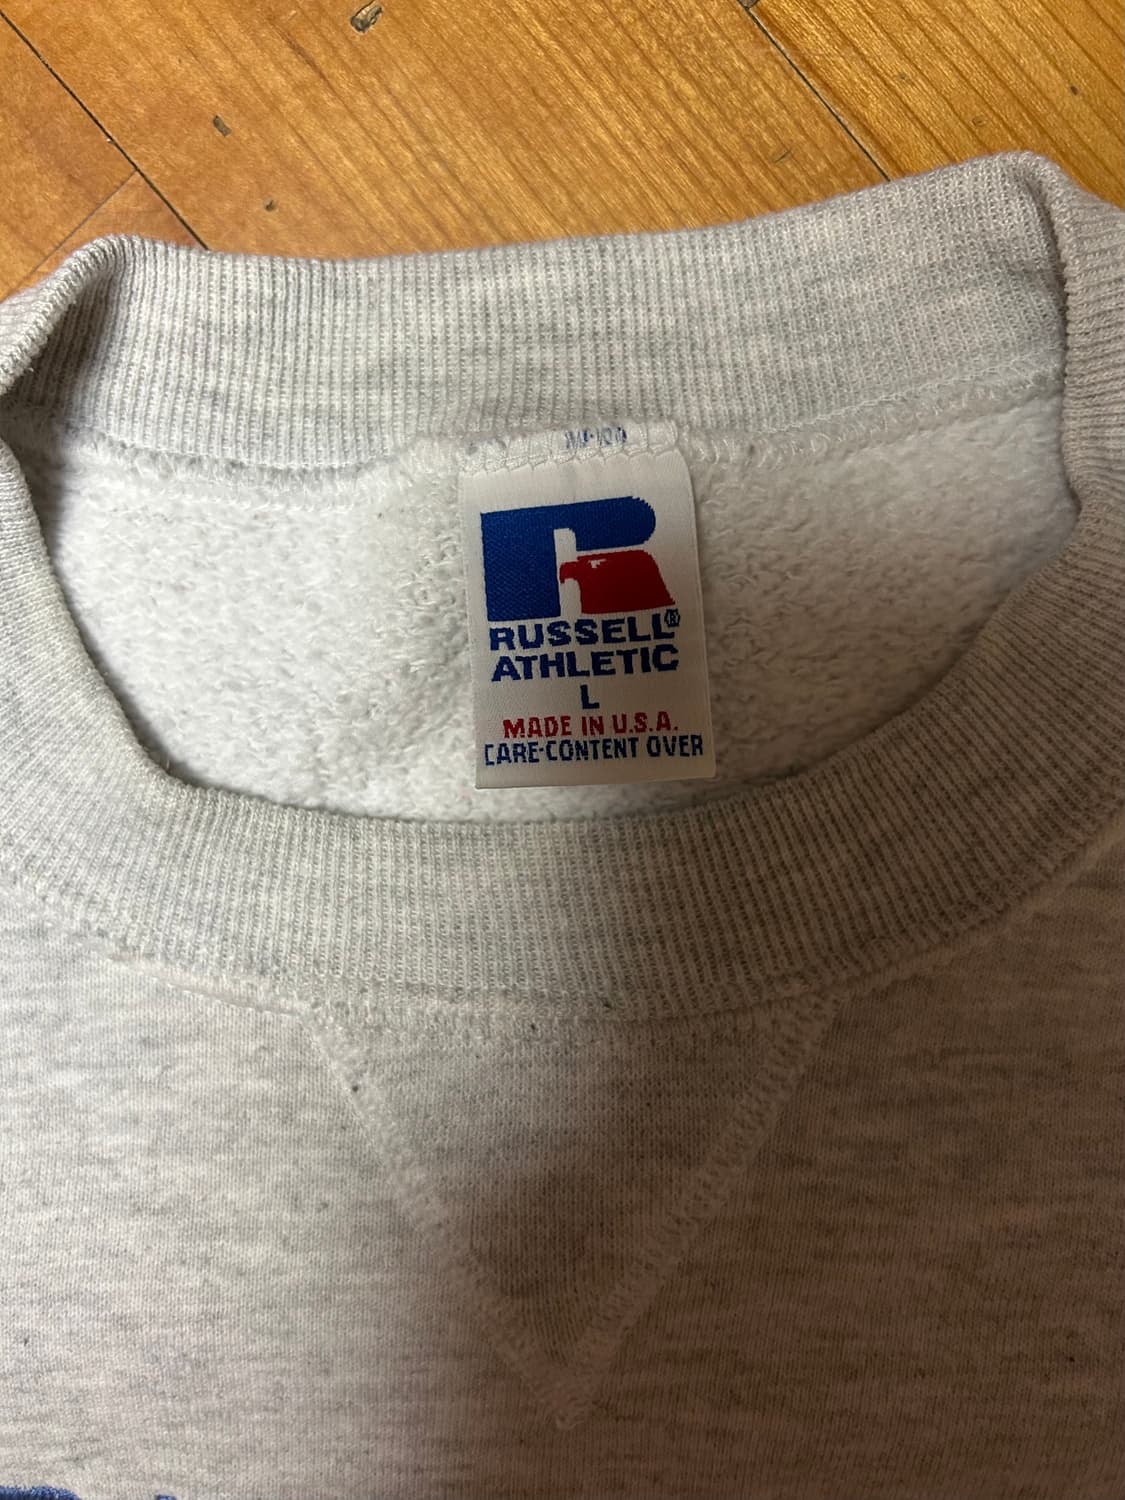 RUSSELL®
ATHLETIC
L
MADE IN U.S.A.
CARE-CONTENT OVER